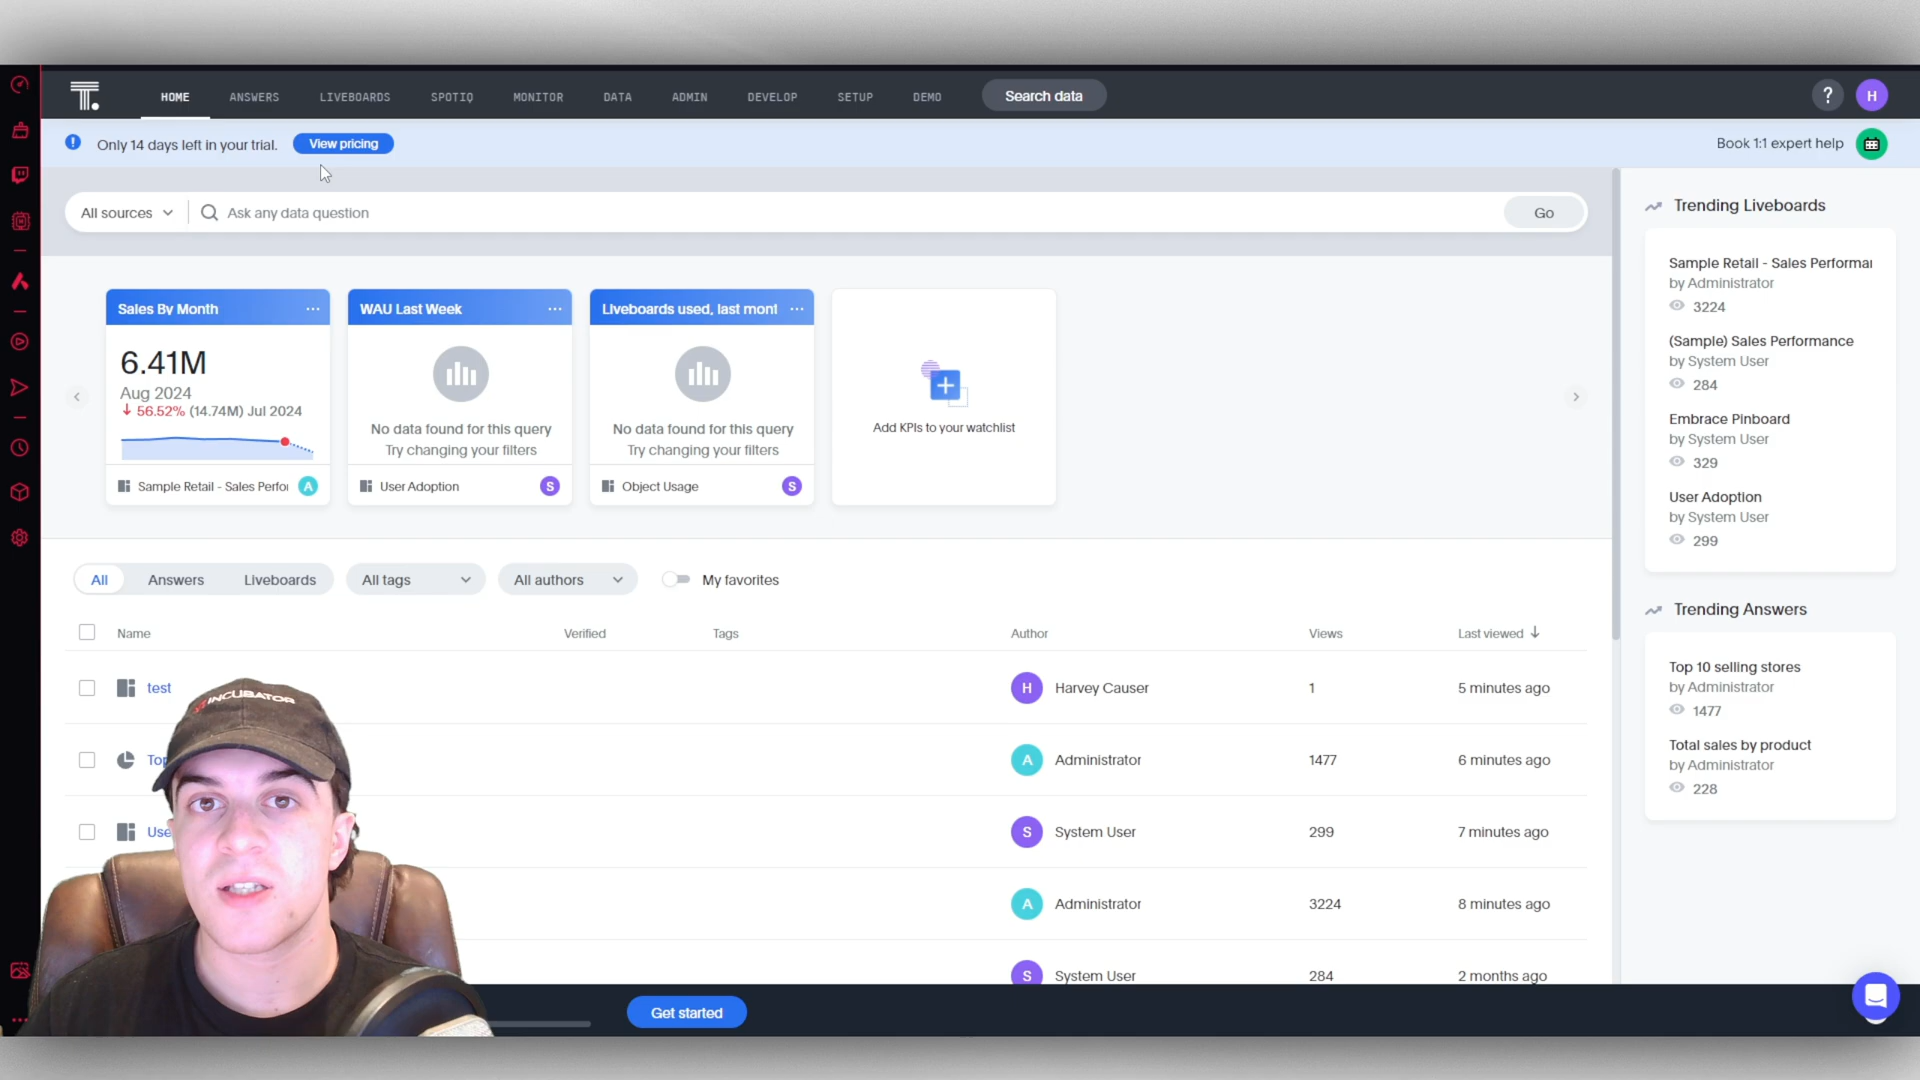 T.
HOME
ANSWERS
LIVEBOARDS
SPOTIQ
MONITOR
DATA
ADMIN
DEVELOP
SETUP
DEMO
Search data
?
H
Only 14 days left in your trial.
View pricing
Book 1:1 expert help
All sources
Ask any data question
Go
Sales By Month
6.41M
Aug 2024
56.52% (14.74M) Jul 2024
Sample Retail - Sales Perfor
A
WAU Last Week
No data found for this query
Try changing your filters
User Adoption
S
Liveboards used, last mont
No data found for this query
Try changing your filters
Object Usage
S
Add KPIs to your watchlist
Trending Liveboards
Sample Retail - Sales Performan
by Administrator
3224
(Sample) Sales Performance
by System User
284
Embrace Pinboard
by System User
329
User Adoption
by System User
299
Trending Answers
Top 10 selling stores
by Administrator
1477
Total sales by product
by Administrator
228
All
Answers
Liveboards
All tags
All authors
My favorites
Name Verified Tags Author Views Last viewed
test H Harvey Causer 1 5 minutes ago
Top A Administrator 1477 6 minutes ago
Use S System User 299 7 minutes ago
A Administrator 3224 8 minutes ago
S System User 284 2 months ago
INCUBATOR
Get started